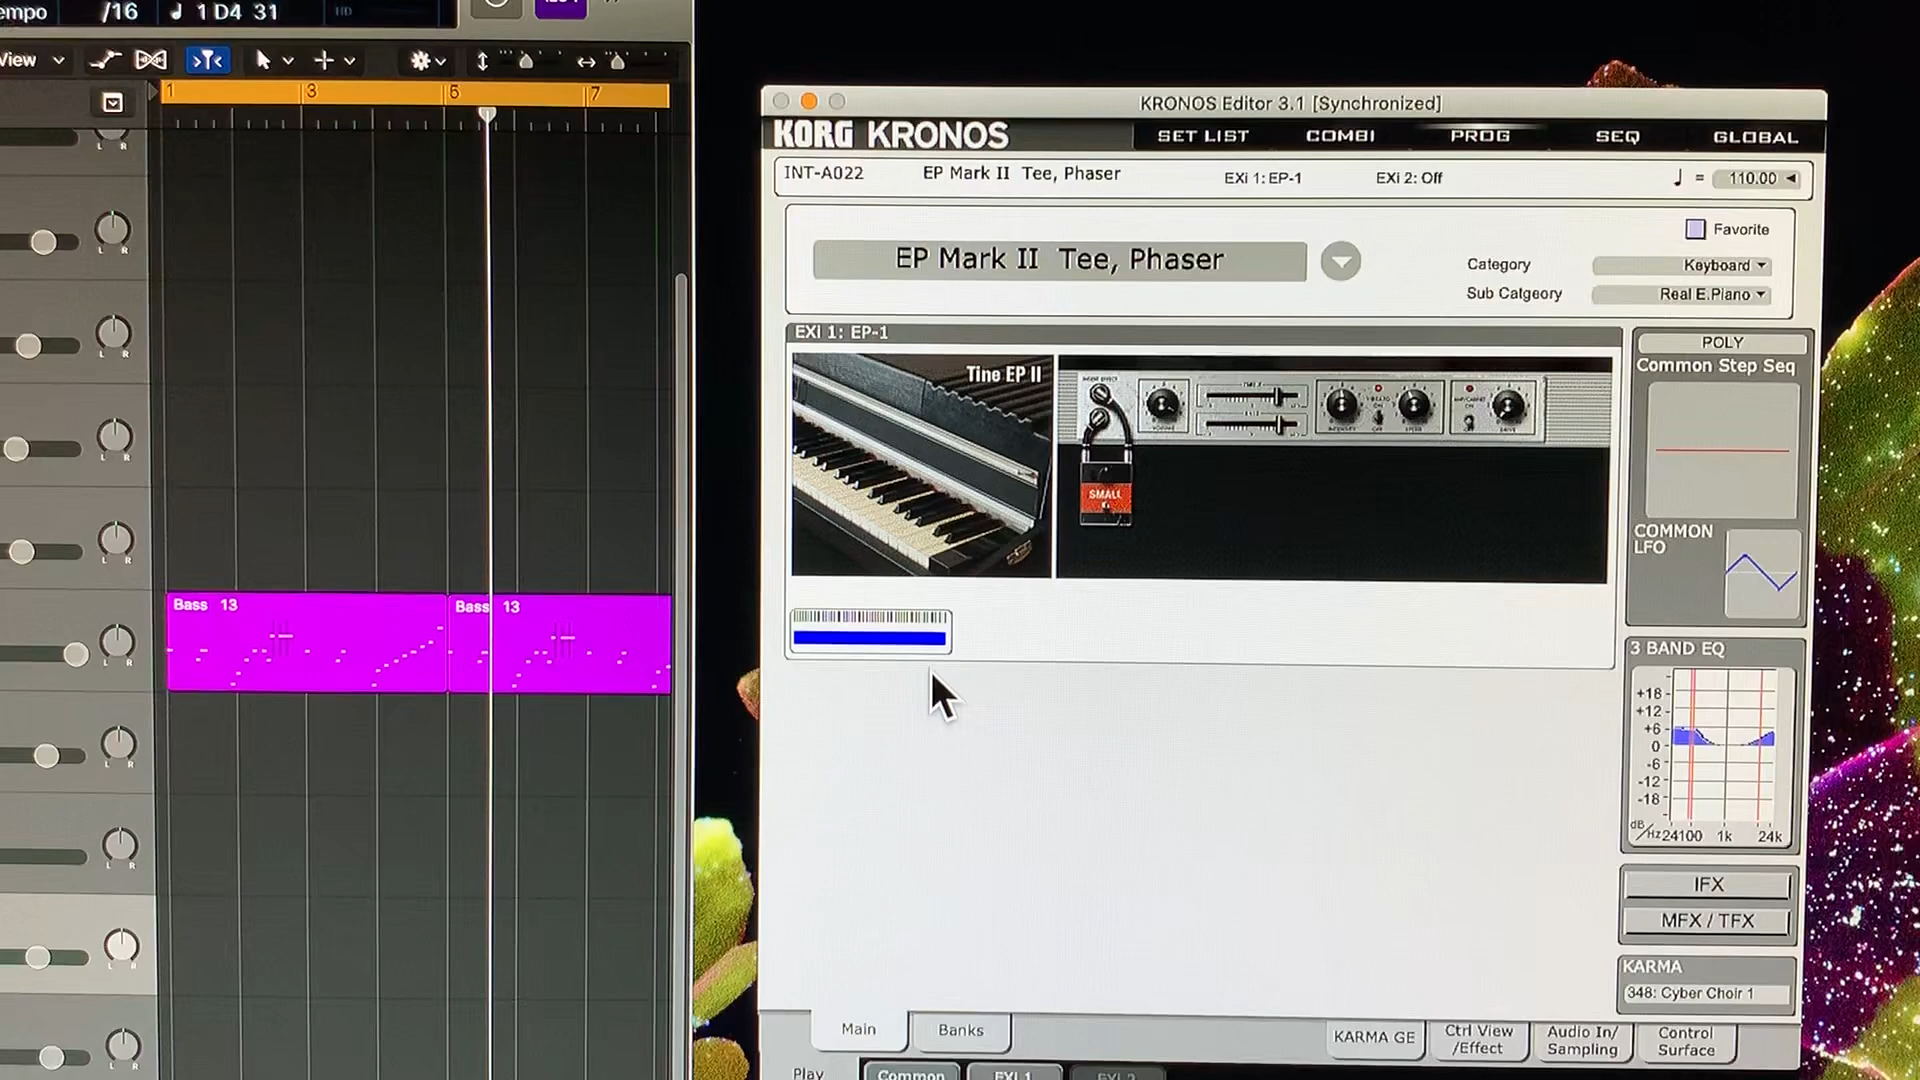 empo /16 ♩ 1 D4 31 HD
View
1 3 5 7
L R
L R
L R
L R
L R
Bass 13 Bass 13
L R
L R
L R
L R
L R
KRONOS Editor 3.1 [Synchronized]
KORG KRONOS SET LIST COMBI PROG SEQ GLOBAL
INT-A022 EP Mark II Tee, Phaser EXi 1: EP-1 EXi 2: Off ♩ = 110.00
Favorite
EP Mark II Tee, Phaser
Category Keyboard
Sub Catgeory Real E.Piano
EXi 1: EP-1
Tine EP II
SMALL
POLY
Common Step Seq
COMMON
LFO
3 BAND EQ
+18
+12
+6
0
-6
-12
-18
dB/Hz 24 100 1k 24k
IFX
MFX / TFX
KARMA
348: Cyber Choir 1
Main Banks KARMA GE Ctrl View /Effect Audio In/ Sampling Control Surface
Play Common EXi 1 EXi 2